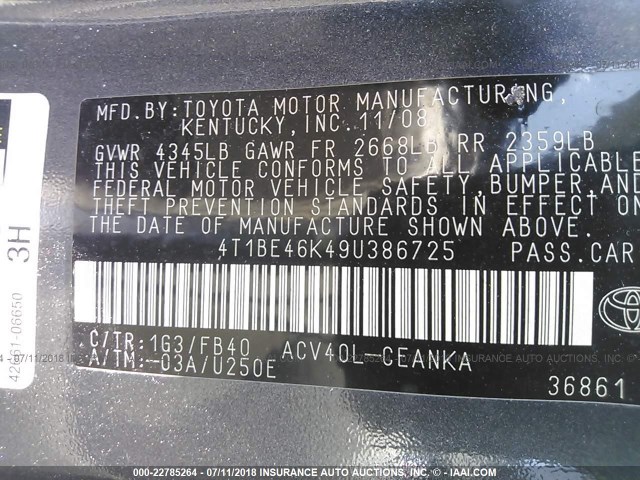 MFD. BY: TOYOTA MOTOR MANUFACTURING,
KENTUCKY, INC. 11/08
GVWR 4345LB GAWR FR 2668LB RR 2359LB
THIS VEHICLE CONFORMS TO ALL APPLICABLE
FEDERAL MOTOR VEHICLE SAFETY, BUMPER, AND
THEFT PREVENTION STANDARDS IN EFFECT ON
THE DATE OF MANUFACTURE SHOWN ABOVE.
4T1BE46K49U386725 PASS. CAR
C/TR: 1G3/FB40 ACV40L-CEANKA
A/TM: -03A/U250E
36861
3H
000-22785264 - 07/11/2018 - INSURANCE AUTO AUCTIONS - © - IAAI.COM